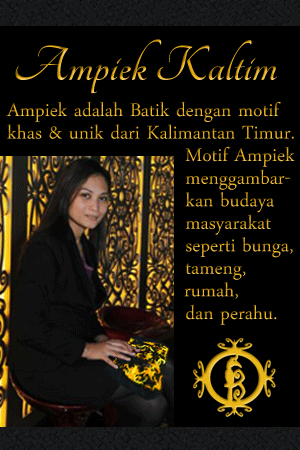 Ampiek Kaltim
Ampiek adalah Batik dengan motif
khas & unik dari Kalimantan Timur.
Motif Ampiek
menggambar-
kan budaya
masyarakat
seperti bunga,
tameng,
rumah,
dan perahu.